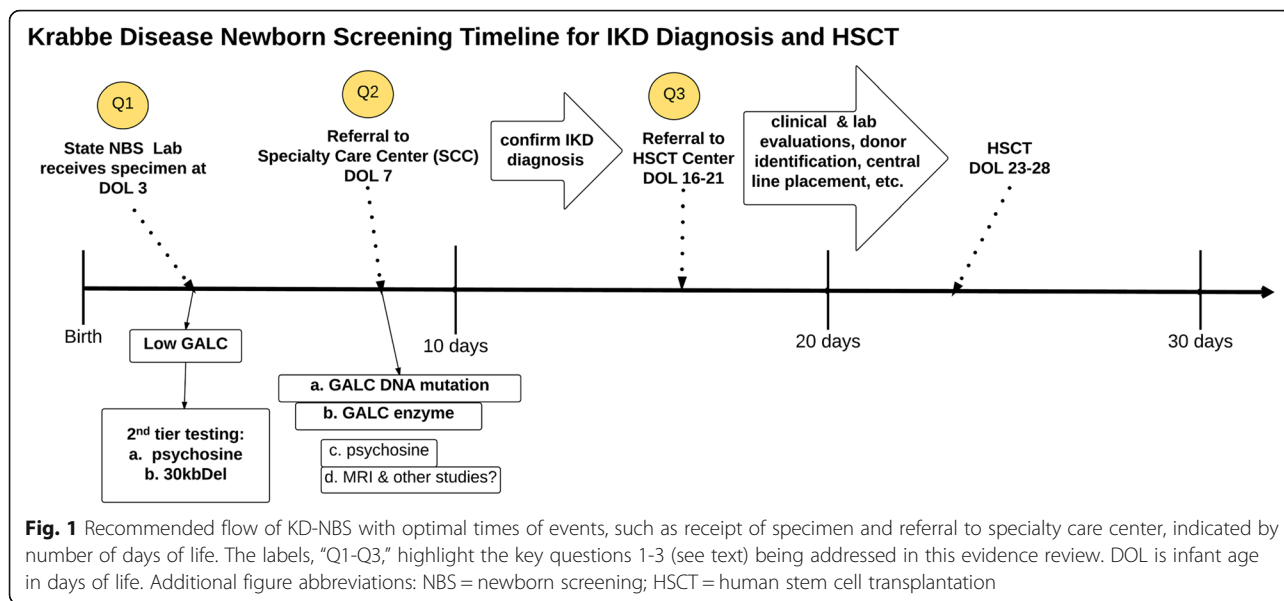 Krabbe Disease Newborn Screening Timeline for IKD Diagnosis and HSCT
Q1
State NBS Lab
receives specimen at
DOL 3
Q2
Referral to
Specialty Care Center (SCC)
DOL 7
confirm IKD
diagnosis
Q3
Referral to
HSCT Center
DOL 16-21
clinical & lab
evaluations, donor
identification, central
line placement, etc.
HSCT
DOL 23-28
Birth
10 days
20 days
30 days
Low GALC
2nd tier testing:
a. psychosine
b. 30kbDel
a. GALC DNA mutation
b. GALC enzyme
c. psychosine
d. MRI & other studies?
Fig. 1 Recommended flow of KD-NBS with optimal times of events, such as receipt of specimen and referral to specialty care center, indicated by
number of days of life. The labels, “Q1-Q3,” highlight the key questions 1-3 (see text) being addressed in this evidence review. DOL is infant age
in days of life. Additional figure abbreviations: NBS = newborn screening; HSCT = human stem cell transplantation